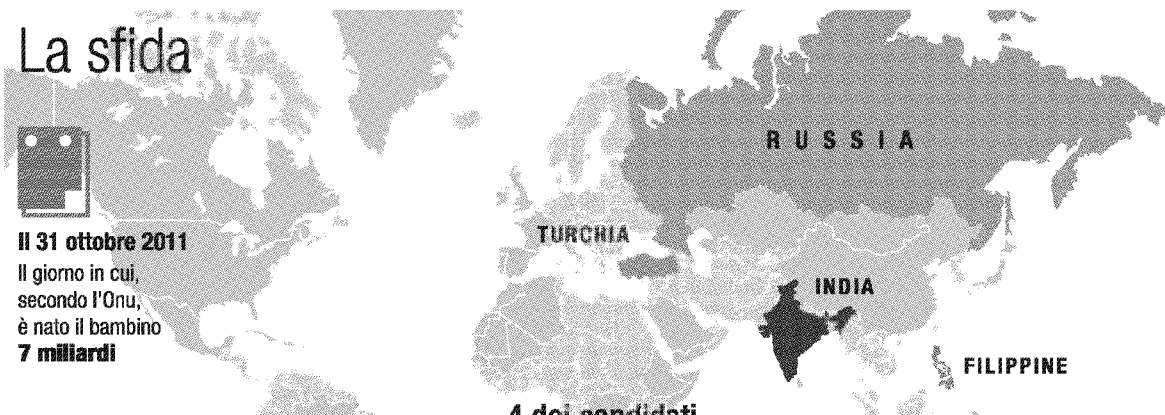 La sfida
Il 31 ottobre 2011
Il giorno in cui,
secondo l'Onu,
è nato il bambino
7 miliardi
RUSSIA
TURCHIA
INDIA
FILIPPINE
4 dei candidati